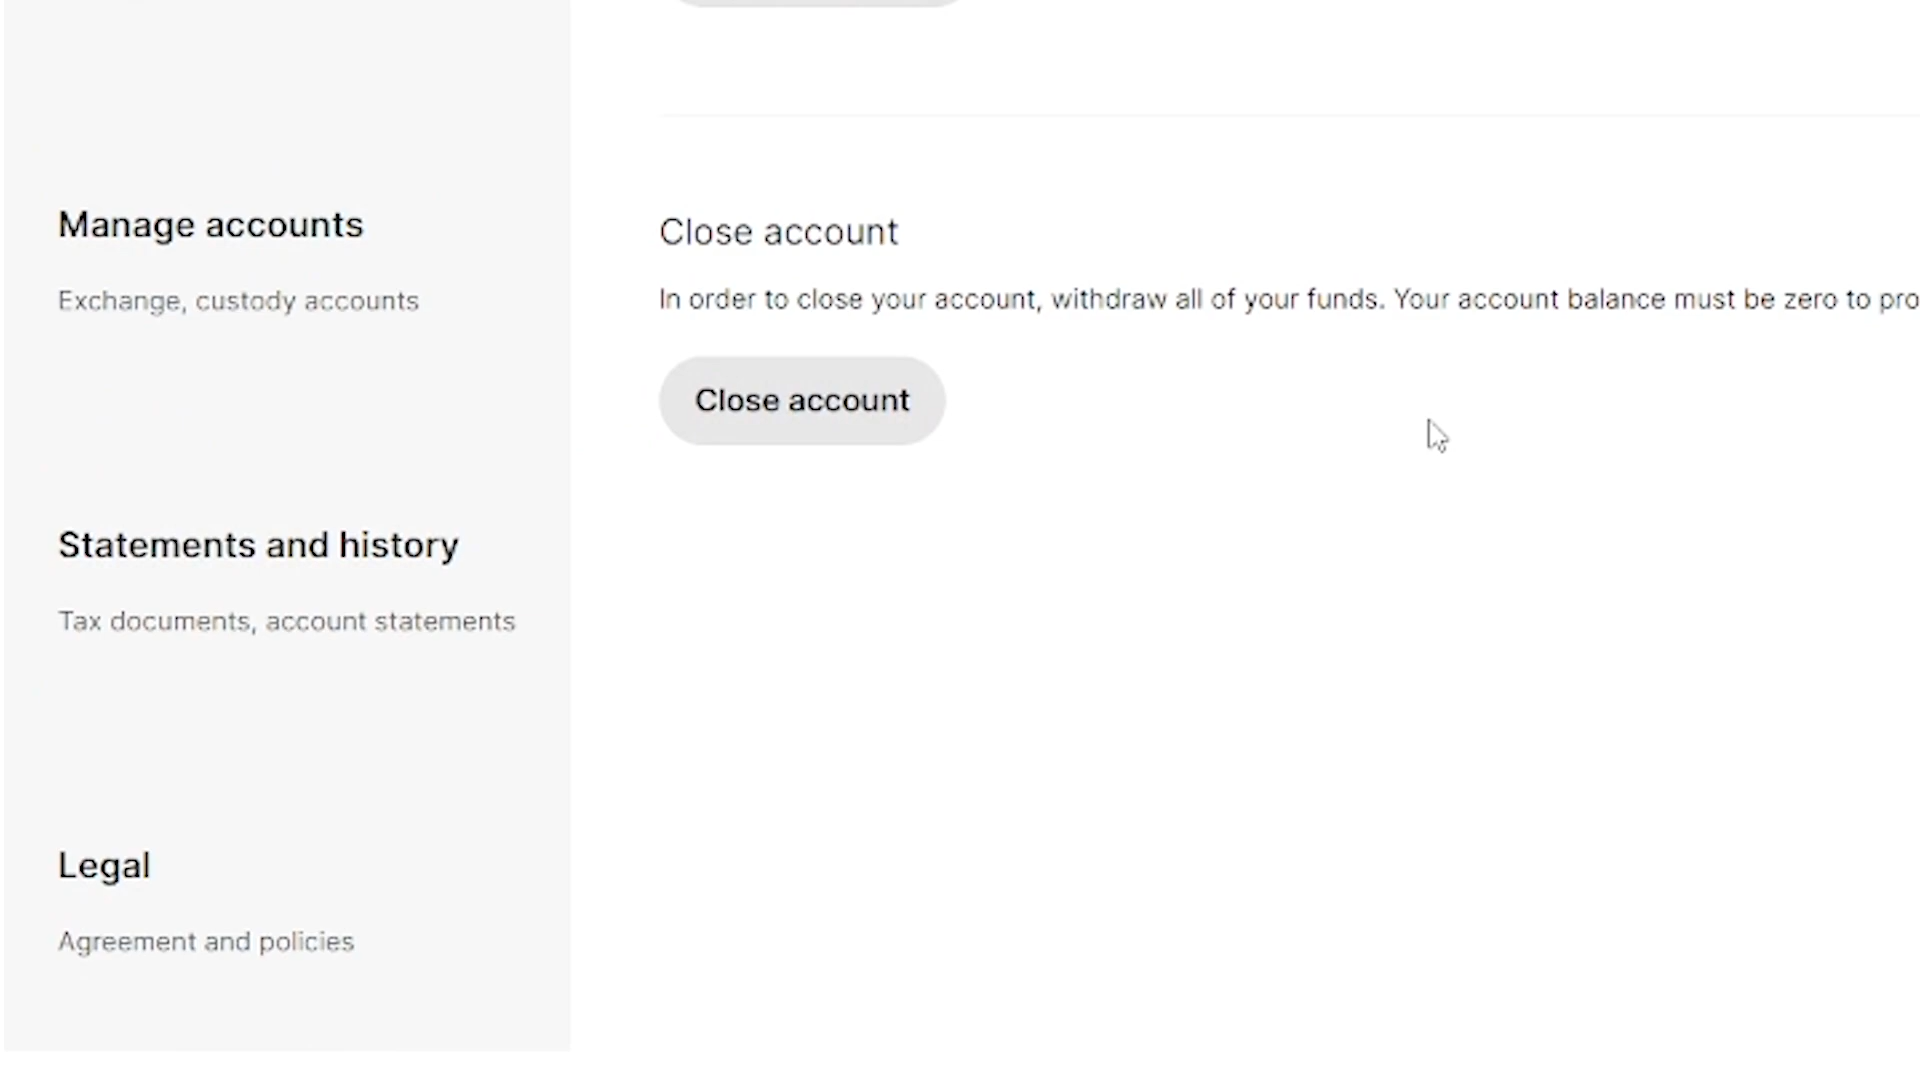 Manage accounts
Exchange, custody accounts
Statements and history
Tax documents, account statements
Legal
Agreement and policies
Close account
In order to close your account, withdraw all of your funds. Your account balance must be zero to pro
Close account